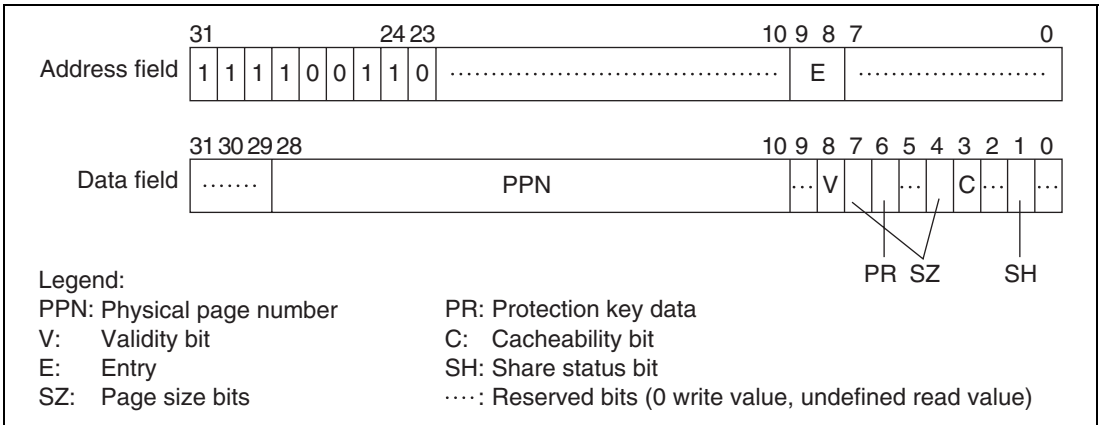 31 24 23 10 9 8 7 0
Address field 1 1 1 1 0 0 1 1 0 ········ E ········
31 30 29 28 10 9 8 7 6 5 4 3 2 1 0
Data field ······· PPN ··· V ··· C ··· ···
PR SZ SH
Legend:
PPN: Physical page number PR: Protection key data
V: Validity bit C: Cacheability bit
E: Entry SH: Share status bit
SZ: Page size bits ····: Reserved bits (0 write value, undefined read value)